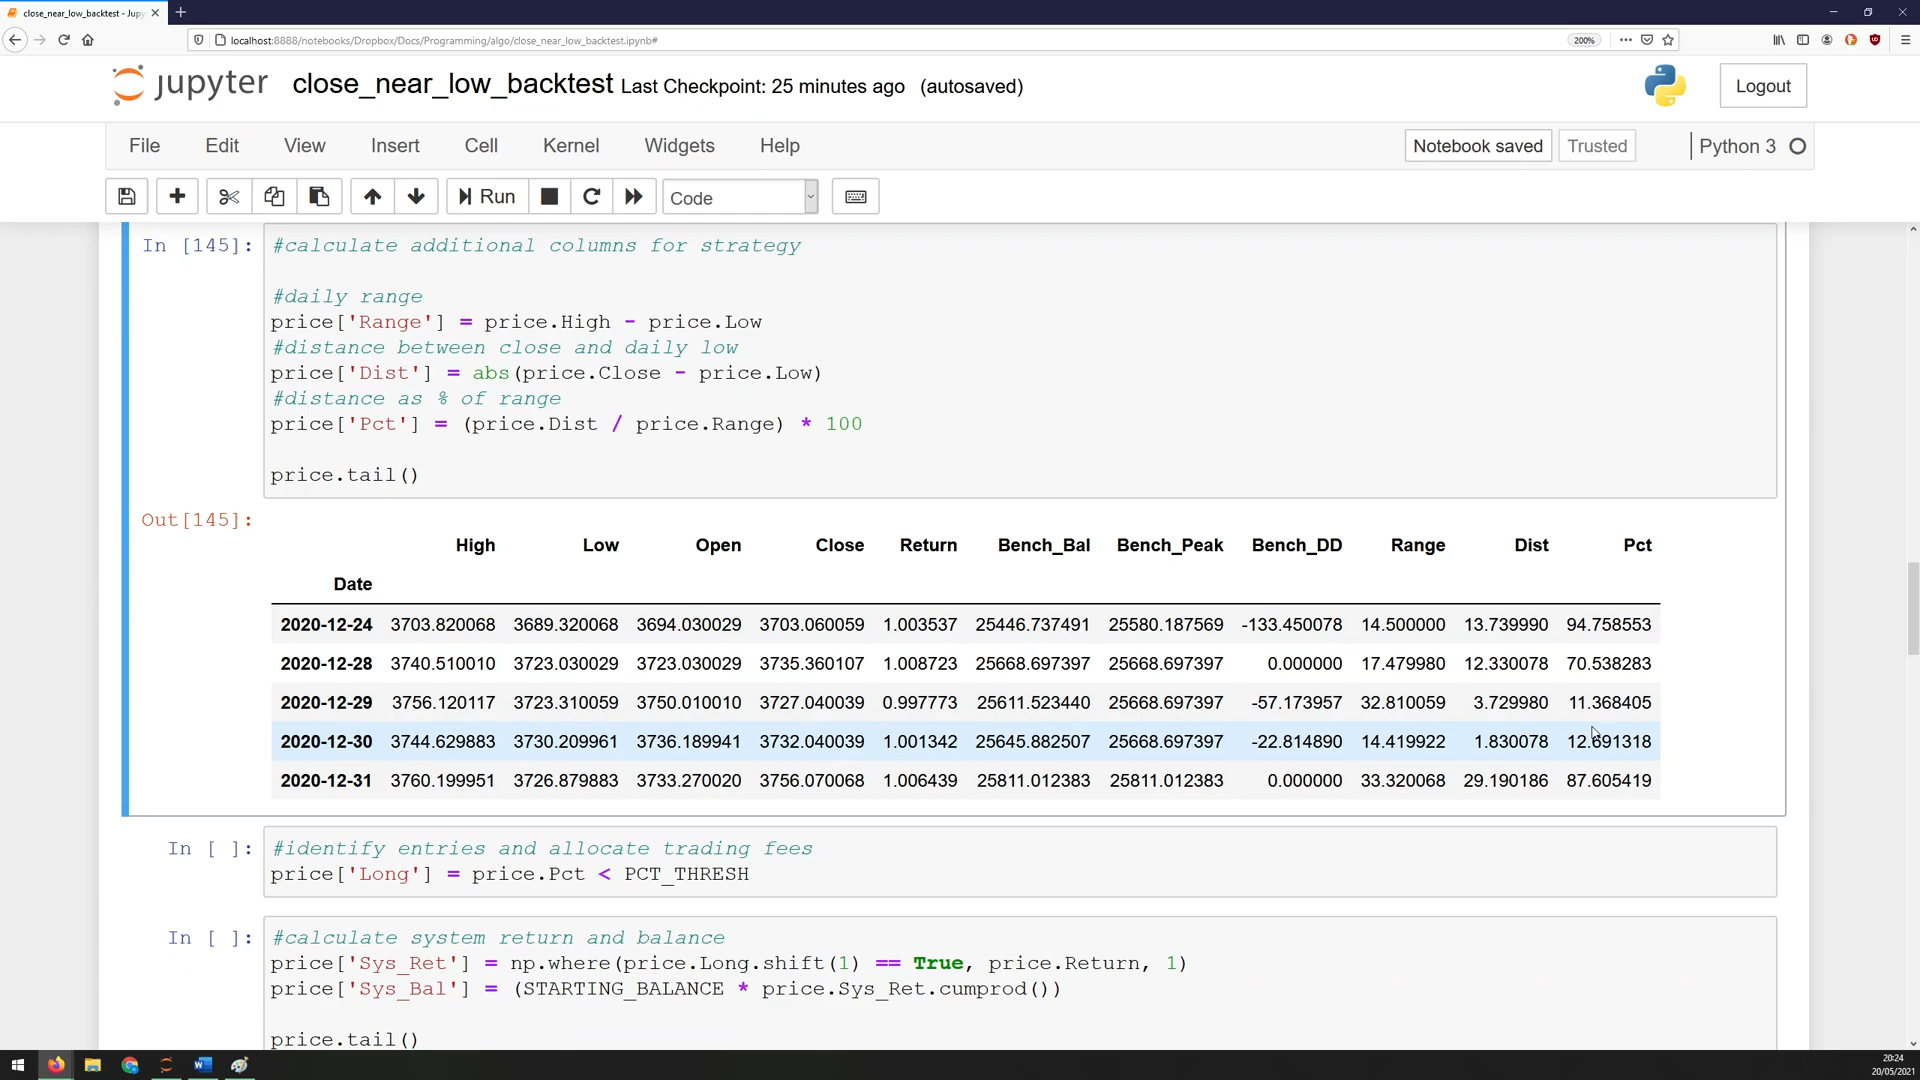 close_near_low_backtest - Jupy
localhost:8888/notebooks/Dropbox/Docs/Programming/algo/close_near_low_backtest.ipynb#
200%
jupyter close_near_low_backtest Last Checkpoint: 25 minutes ago (autosaved)
Logout
File Edit View Insert Cell Kernel Widgets Help
Notebook saved Trusted Python 3
Run Code
In [145]: #calculate additional columns for strategy
#daily range
price['Range'] = price.High - price.Low
#distance between close and daily low
price['Dist'] = abs(price.Close - price.Low)
#distance as % of range
price['Pct'] = (price.Dist / price.Range) * 100
price.tail()
Out[145]:
High Low Open Close Return Bench_Bal Bench_Peak Bench_DD Range Dist Pct
Date
2020-12-24 3703.820068 3689.320068 3694.030029 3703.060059 1.003537 25446.737491 25580.187569 -133.450078 14.500000 13.739990 94.758553
2020-12-28 3740.510010 3723.030029 3723.030029 3735.360107 1.008723 25668.697397 25668.697397 0.000000 17.479980 12.330078 70.538283
2020-12-29 3756.120117 3723.310059 3750.010010 3727.040039 0.997773 25611.523440 25668.697397 -57.173957 32.810059 3.729980 11.368405
2020-12-30 3744.629883 3730.209961 3736.189941 3732.040039 1.001342 25645.882507 25668.697397 -22.814890 14.419922 1.830078 12.691318
2020-12-31 3760.199951 3726.879883 3733.270020 3756.070068 1.006439 25811.012383 25811.012383 0.000000 33.320068 29.190186 87.605419
In [ ]: #identify entries and allocate trading fees
price['Long'] = price.Pct < PCT_THRESH
In [ ]: #calculate system return and balance
price['Sys_Ret'] = np.where(price.Long.shift(1) == True, price.Return, 1)
price['Sys_Bal'] = (STARTING_BALANCE * price.Sys_Ret.cumprod())
price.tail()
20:24
20/05/2021